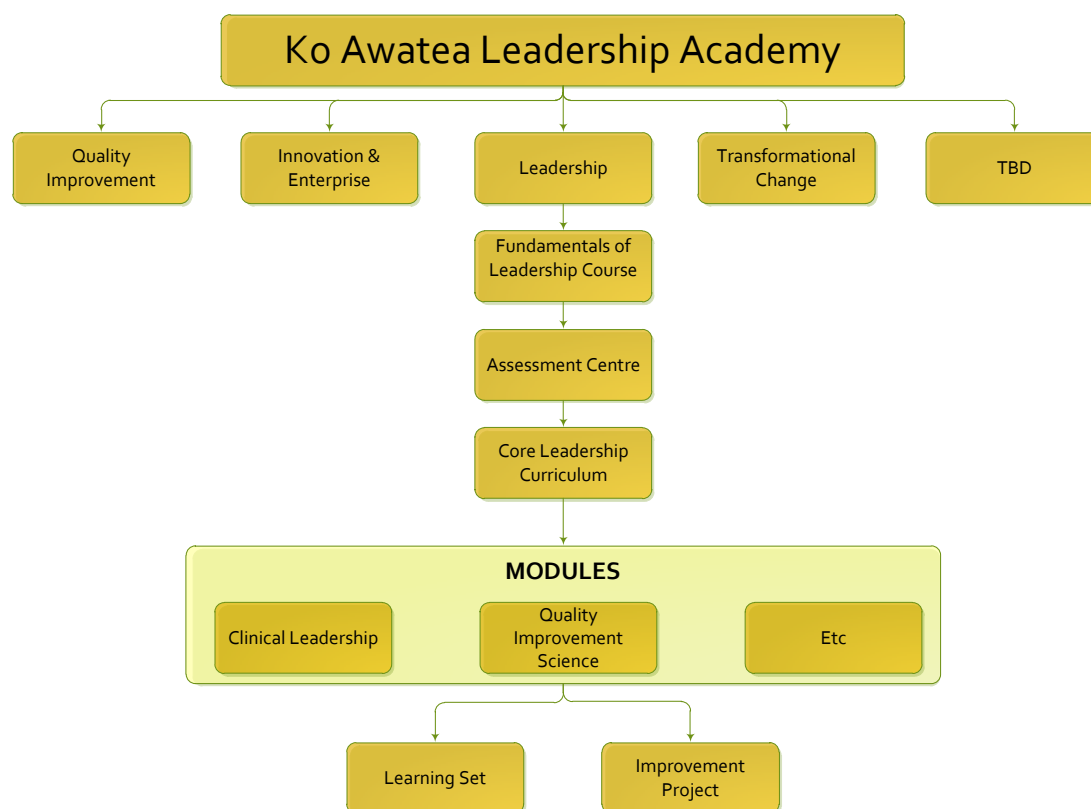 Ko Awatea Leadership Academy
Quality
Improvement
Innovation &
Enterprise
Leadership
Transformational
Change
TBD
Fundamentals of
Leadership Course
Assessment Centre
Core Leadership
Curriculum
MODULES
Clinical Leadership
Quality
Improvement
Science
Etc
Learning Set
Improvement
Project